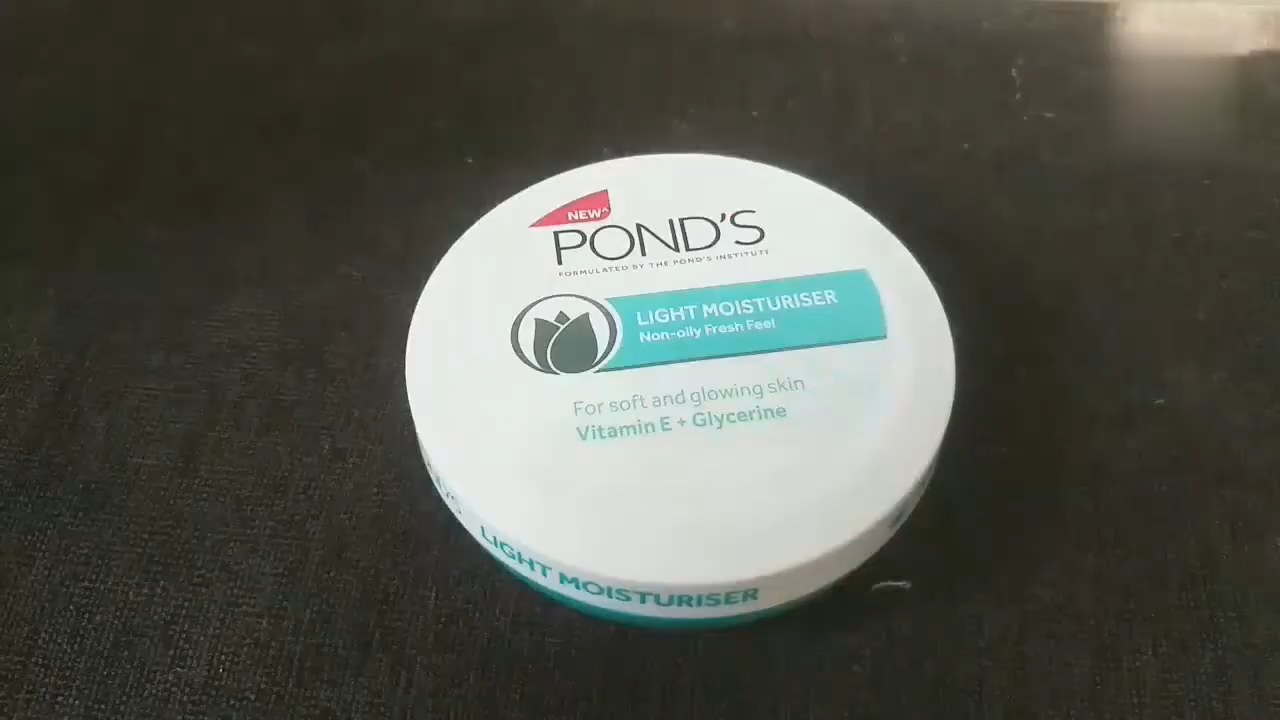 NEW^
POND'S
FORMULATED BY THE POND'S INSTITUTE
LIGHT MOISTURISER
Non-oily Fresh Feel
For soft and glowing skin
Vitamin E + Glycerine
LIGHT MOISTURISER